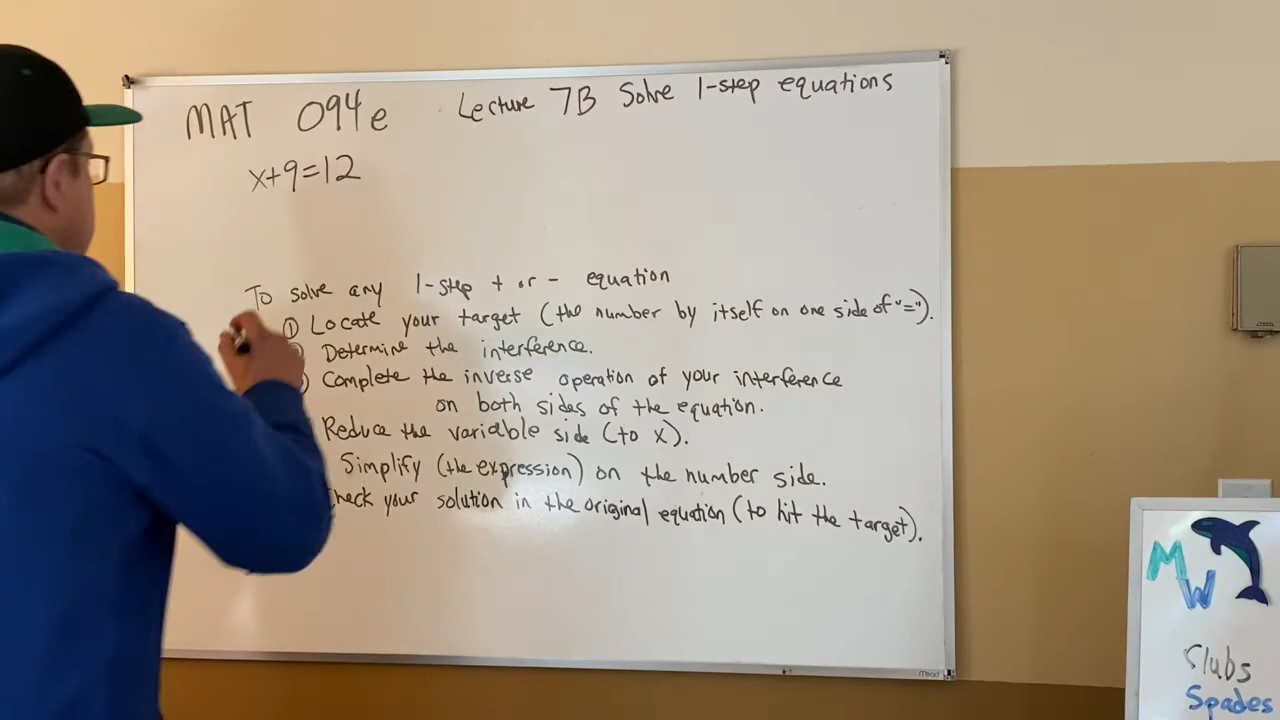 MAT 094e Lecture 7B Solve 1-step equations
x+9=12
To solve any 1-step + or - equation
① Locate your target (the number by itself on one side of "=").
Determine the interference.
Complete the inverse operation of your interference
on both sides of the equation.
Reduce the variable side (to x).
Simplify (the expression) on the number side.
heck your solution in the original equation (to hit the target).
Mead
M
W
Clubs
Spades